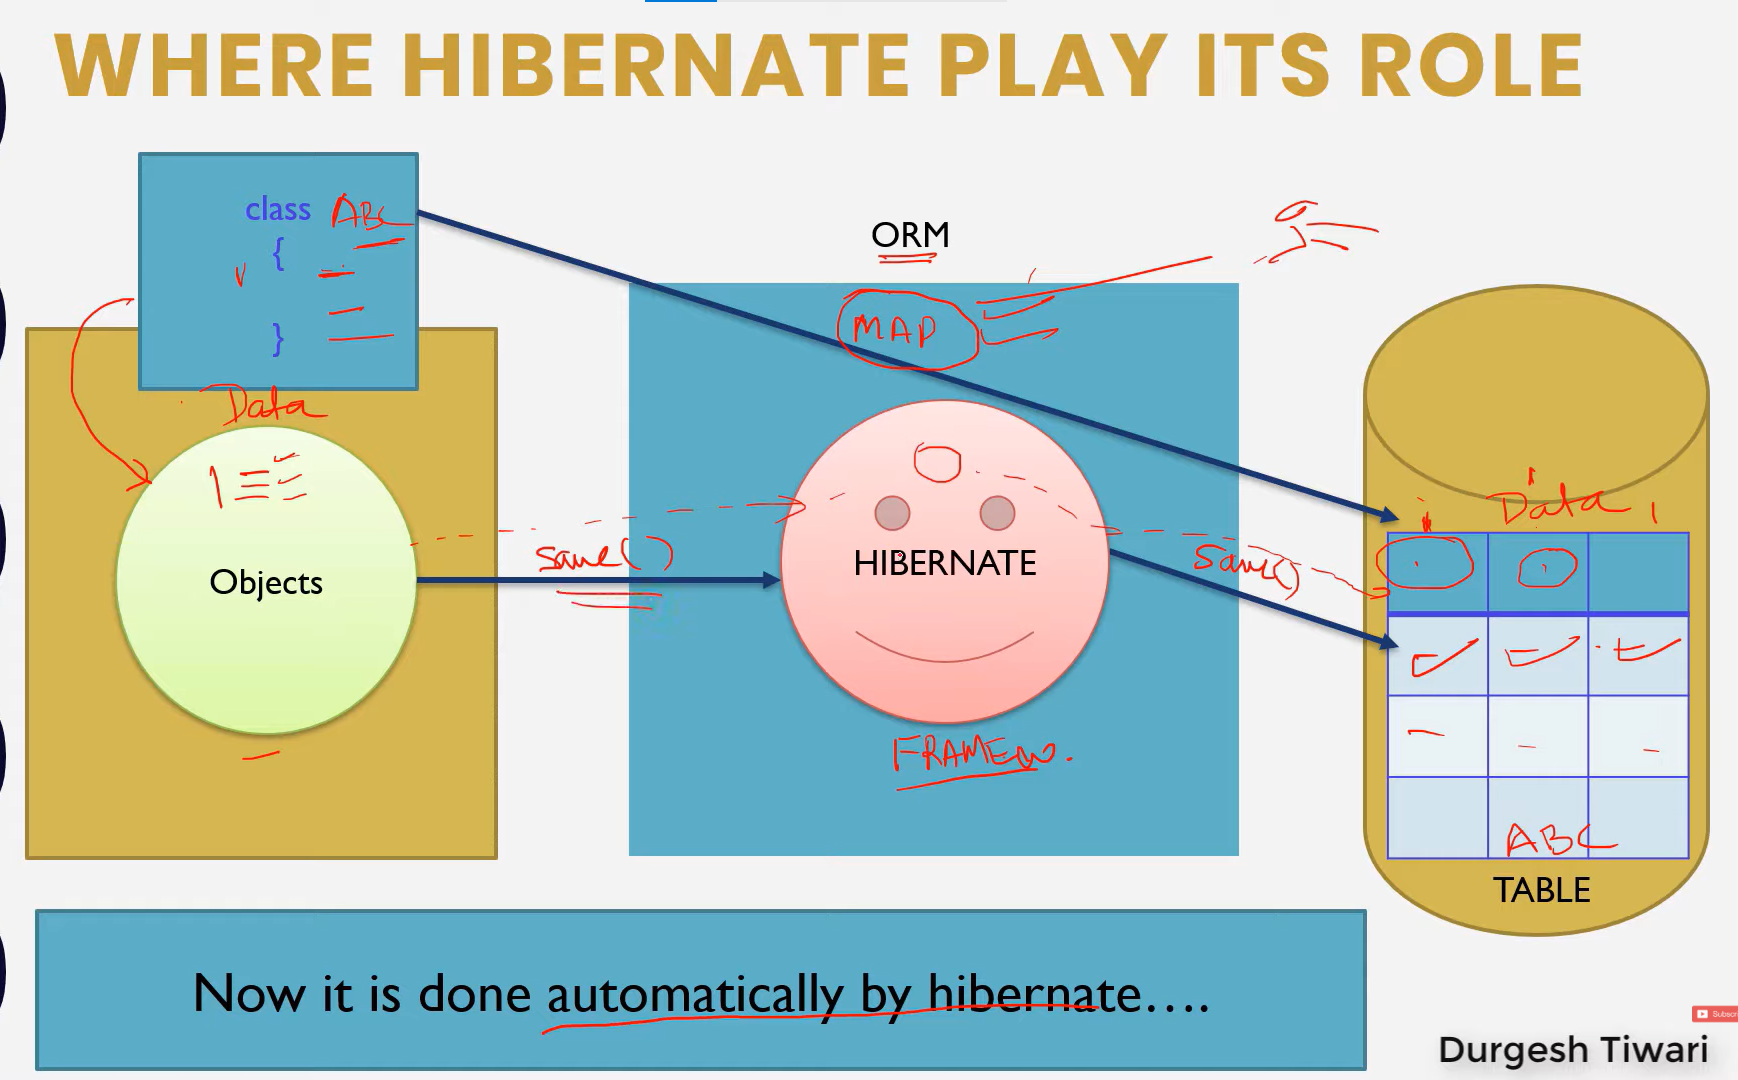 WHERE HIBERNATE PLAY ITS ROLE
class ABC
{
}
Data
Objects
save()
ORM
MAP
HIBERNATE
FRAMEW.
save()
Data
ABC
TABLE
Now it is done automatically by hibernate....
Durgesh Tiwari